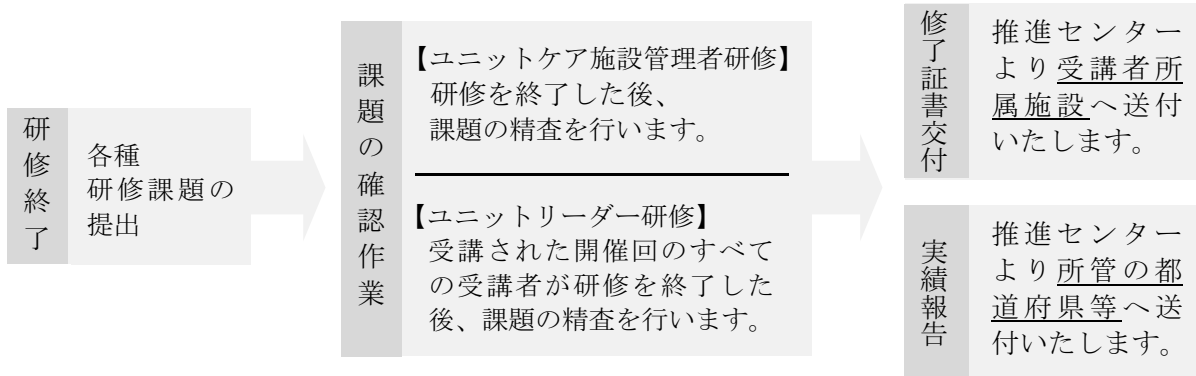 研修終了
各種
研修課題の
提出
課題の確認作業
【ユニットケア施設管理者研修】
研修を終了した後、
課題の精査を行います。
【ユニットリーダー研修】
受講された開催回のすべて
の受講者が研修を終了した
後、課題の精査を行います。
修了証書交付
推進センター
より受講者所
属施設へ送付
いたします。
実績報告
推進センター
より所管の都
道府県等へ送
付いたします。